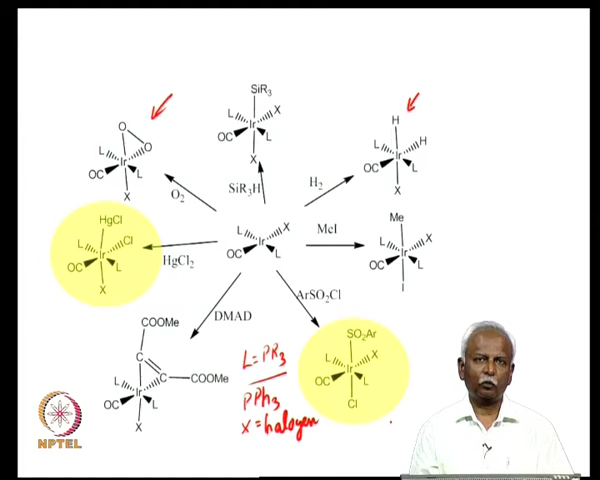 SiR3
L
X
Ir
OC
L
X
O
O
L
Ir
OC
L
X
H
L
H
Ir
OC
L
X
O2
SiR3H
H2
HgCl
L
Cl
Ir
OC
L
X
HgCl2
L
X
Ir
OC
L
MeI
Me
L
X
Ir
OC
L
I
DMAD
ArSO2Cl
COOMe
C
C
COOMe
L
Ir
OC
L
X
L = PR3
PPh3
X = halogen
SO2Ar
L
X
Ir
OC
L
Cl
NPTEL